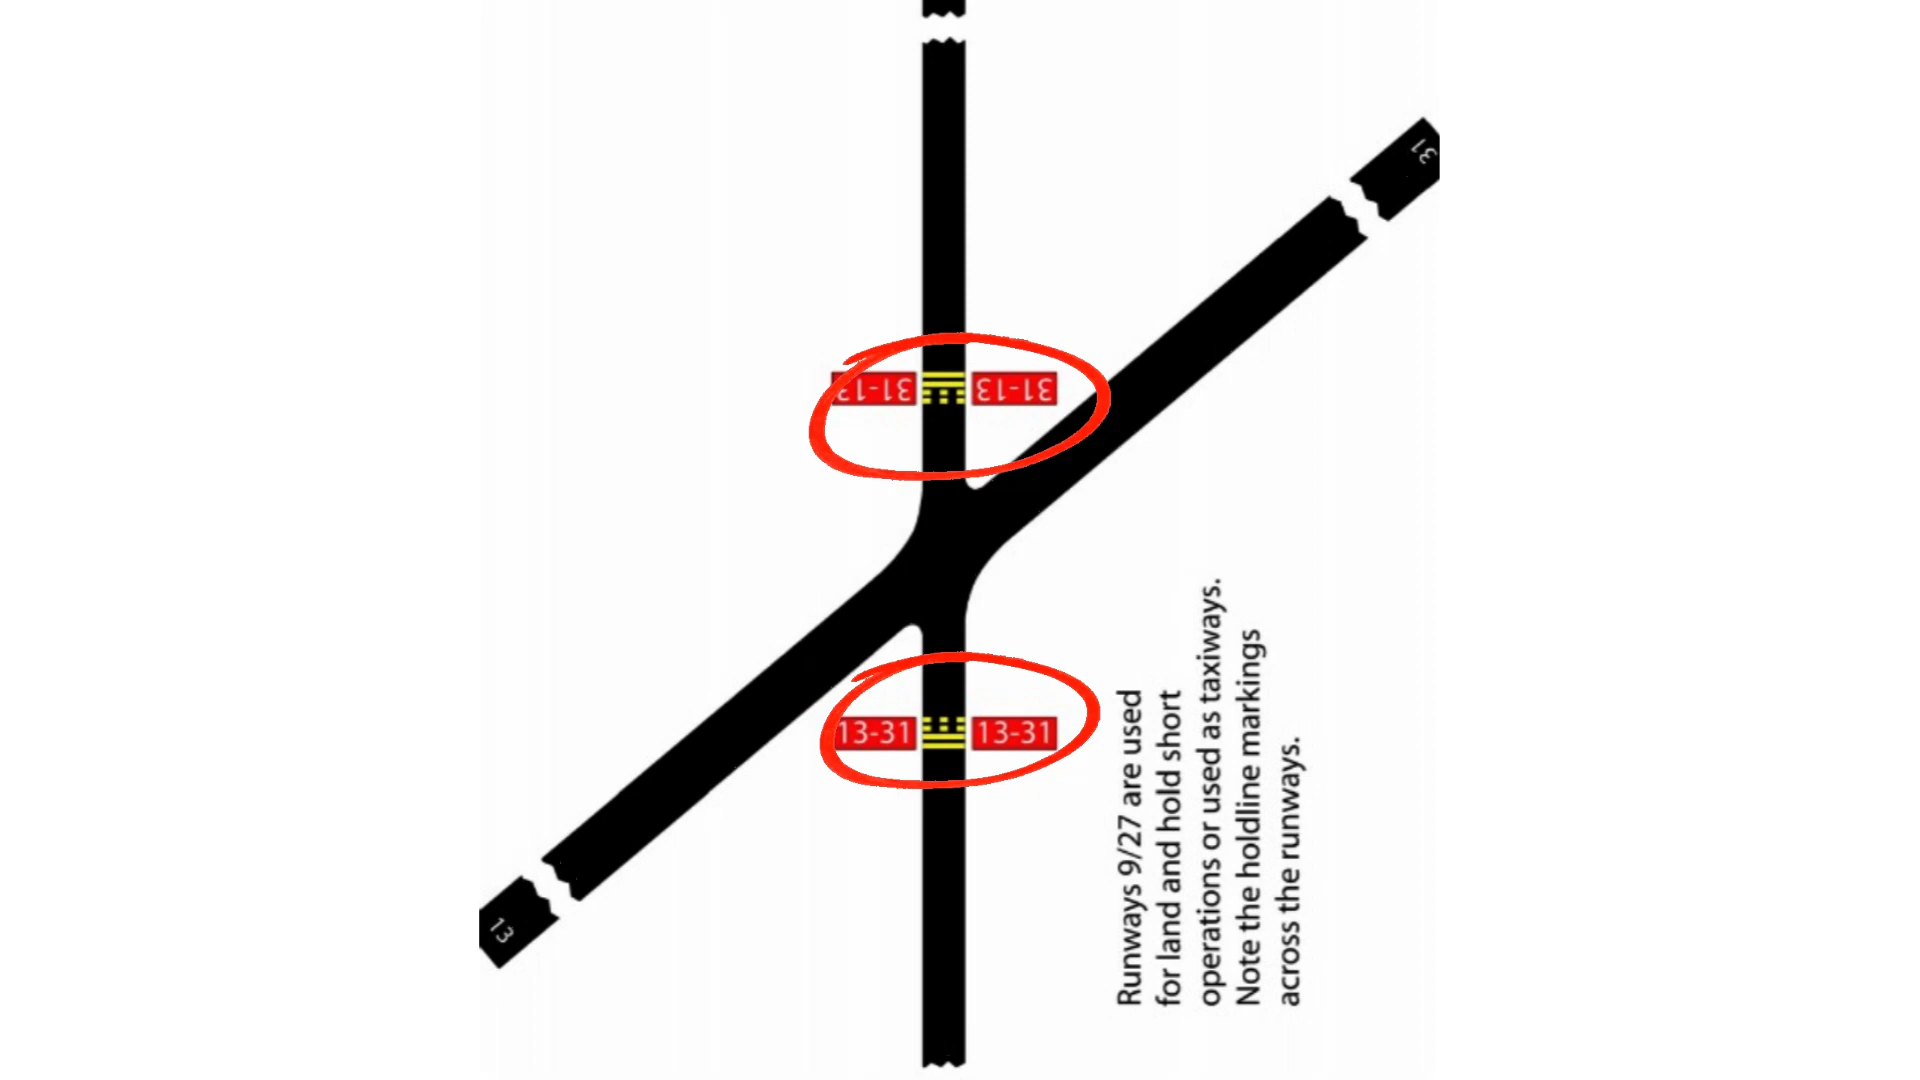 31
31-13 31-13
13-31 13-31
13
Runways 9/27 are used
for land and hold short
operations or used as taxiways.
Note the holdline markings
across the runways.